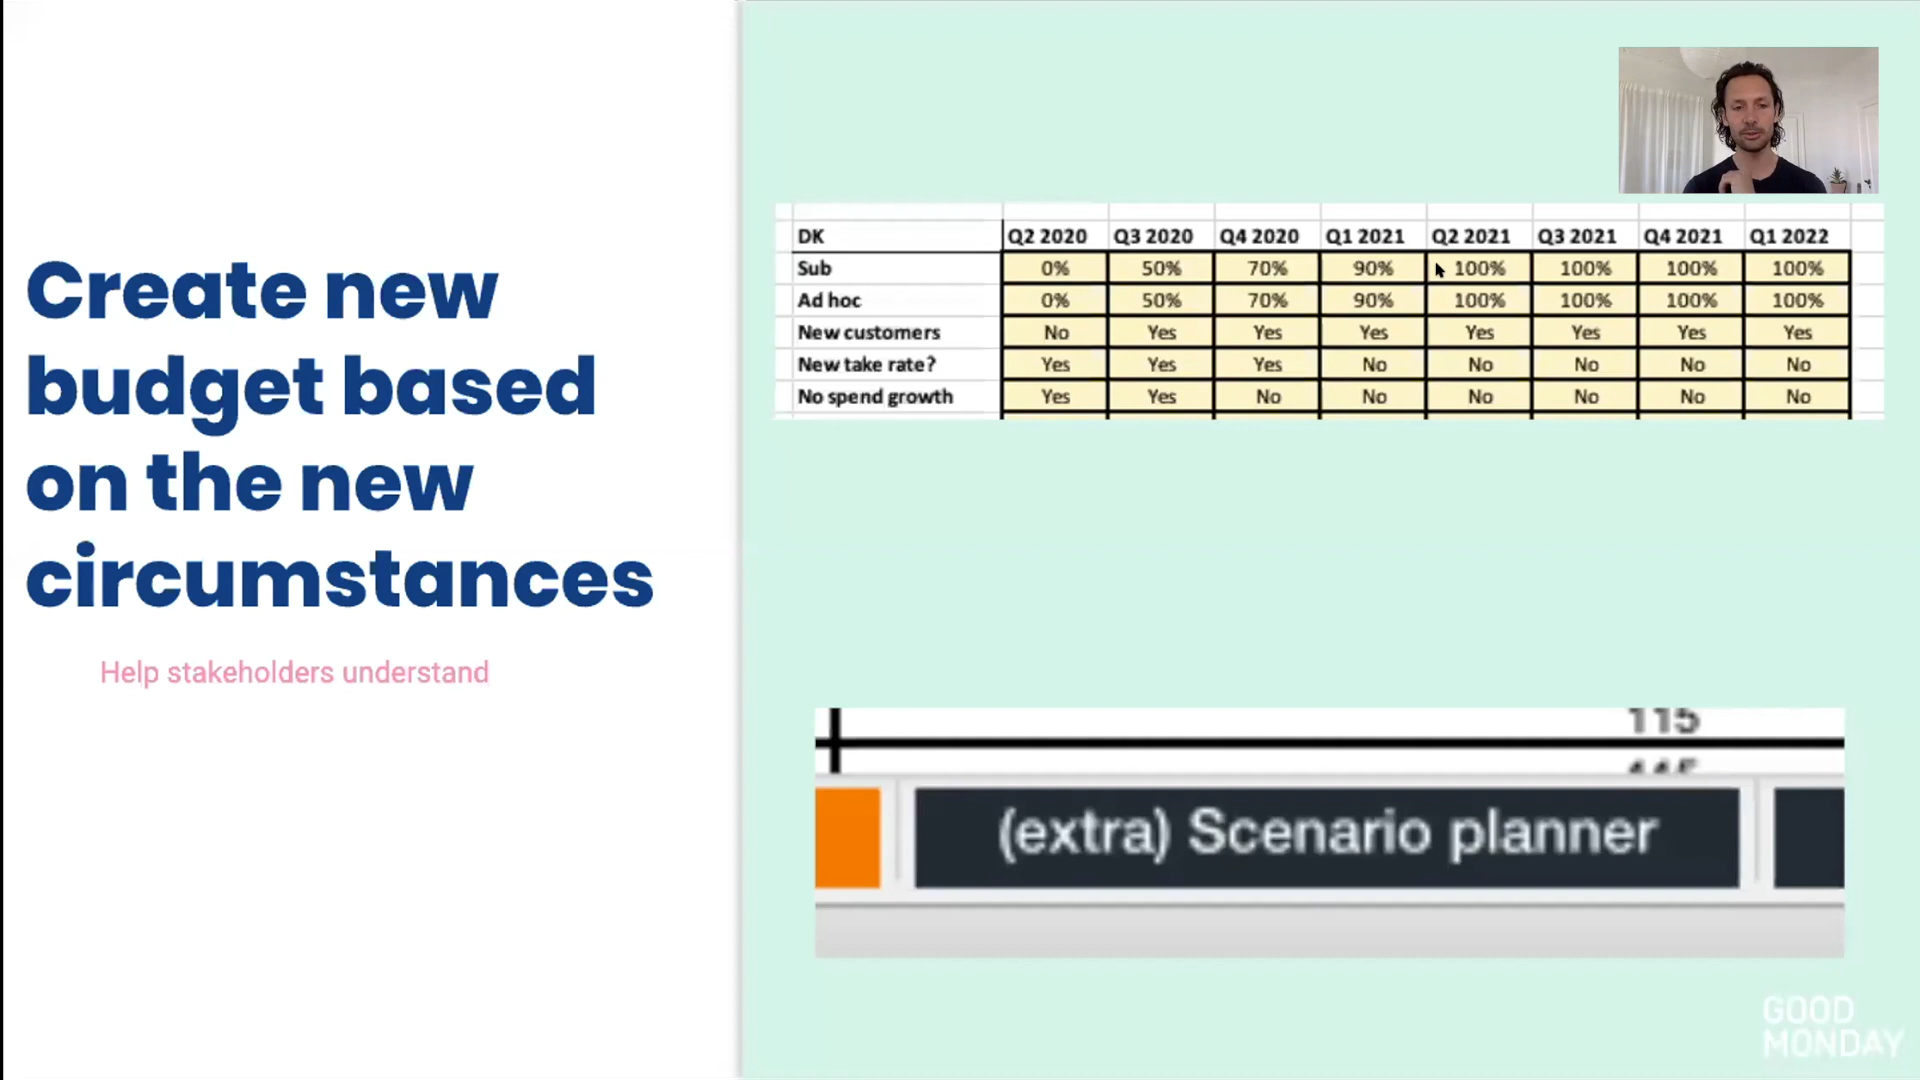 Create new
budget based
on the new
circumstances
Help stakeholders understand
DK Q2 2020 Q3 2020 Q4 2020 Q1 2021 Q2 2021 Q3 2021 Q4 2021 Q1 2022
Sub 0% 50% 70% 90% 100% 100% 100% 100%
Ad hoc 0% 50% 70% 90% 100% 100% 100% 100%
New customers No Yes Yes Yes Yes Yes Yes Yes
New take rate? Yes Yes Yes No No No No No
No spend growth Yes Yes No No No No No No
115
(extra) Scenario planner
GOOD
MONDAY